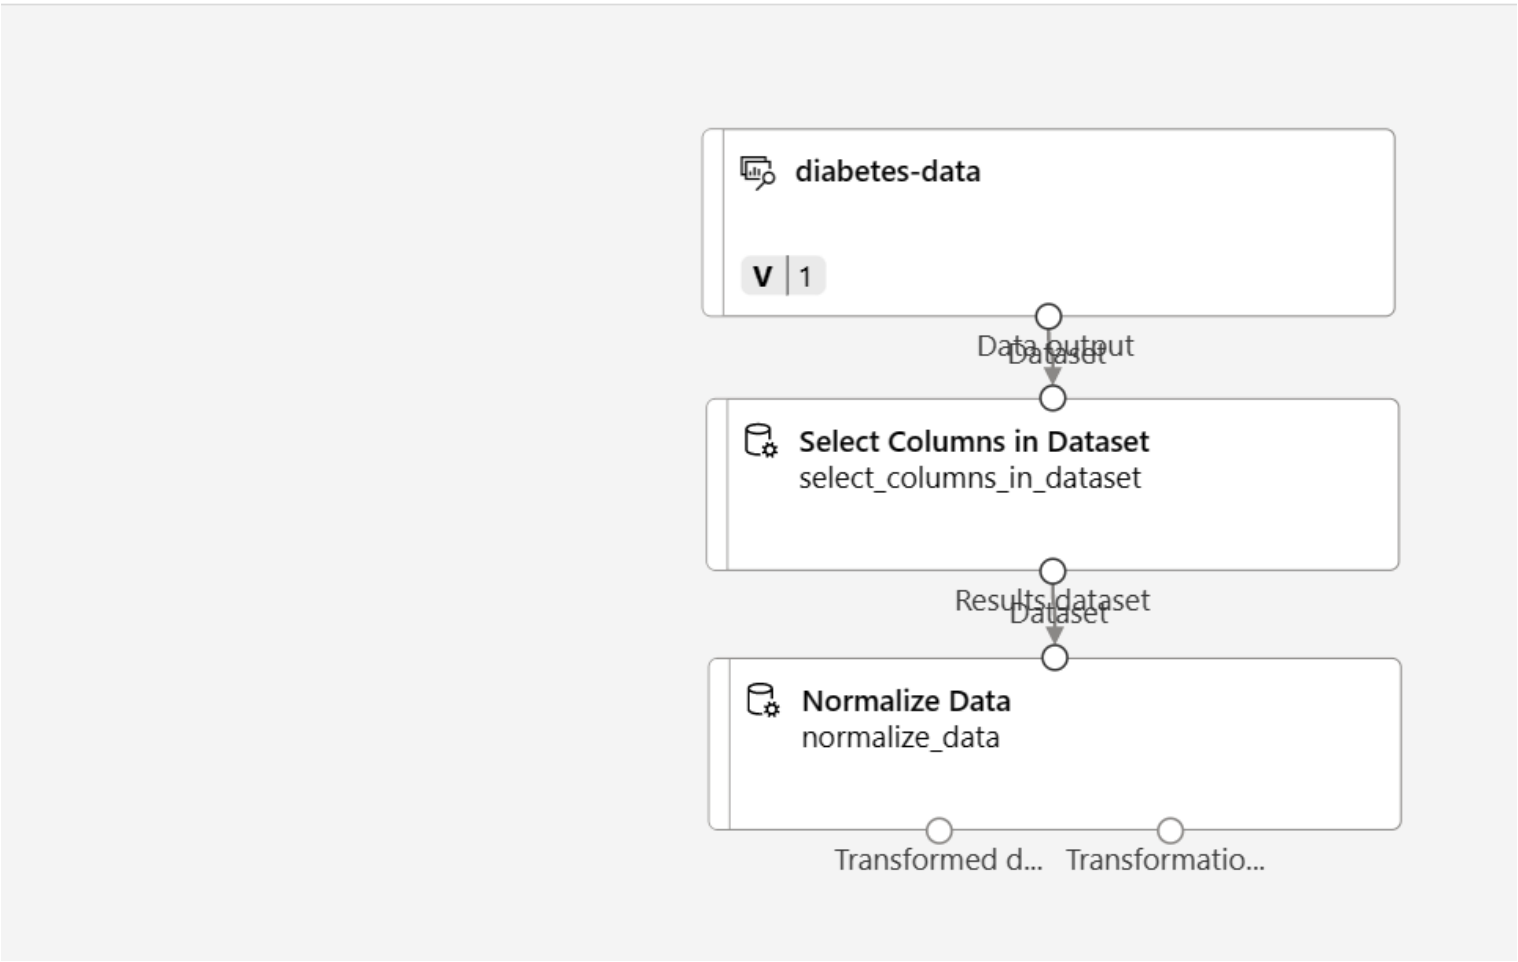 diabetes-data
V 1
Data output
Dataset
Select Columns in Dataset
select_columns_in_dataset
Results dataset
Dataset
Normalize Data
normalize_data
Transformed d... Transformatio...